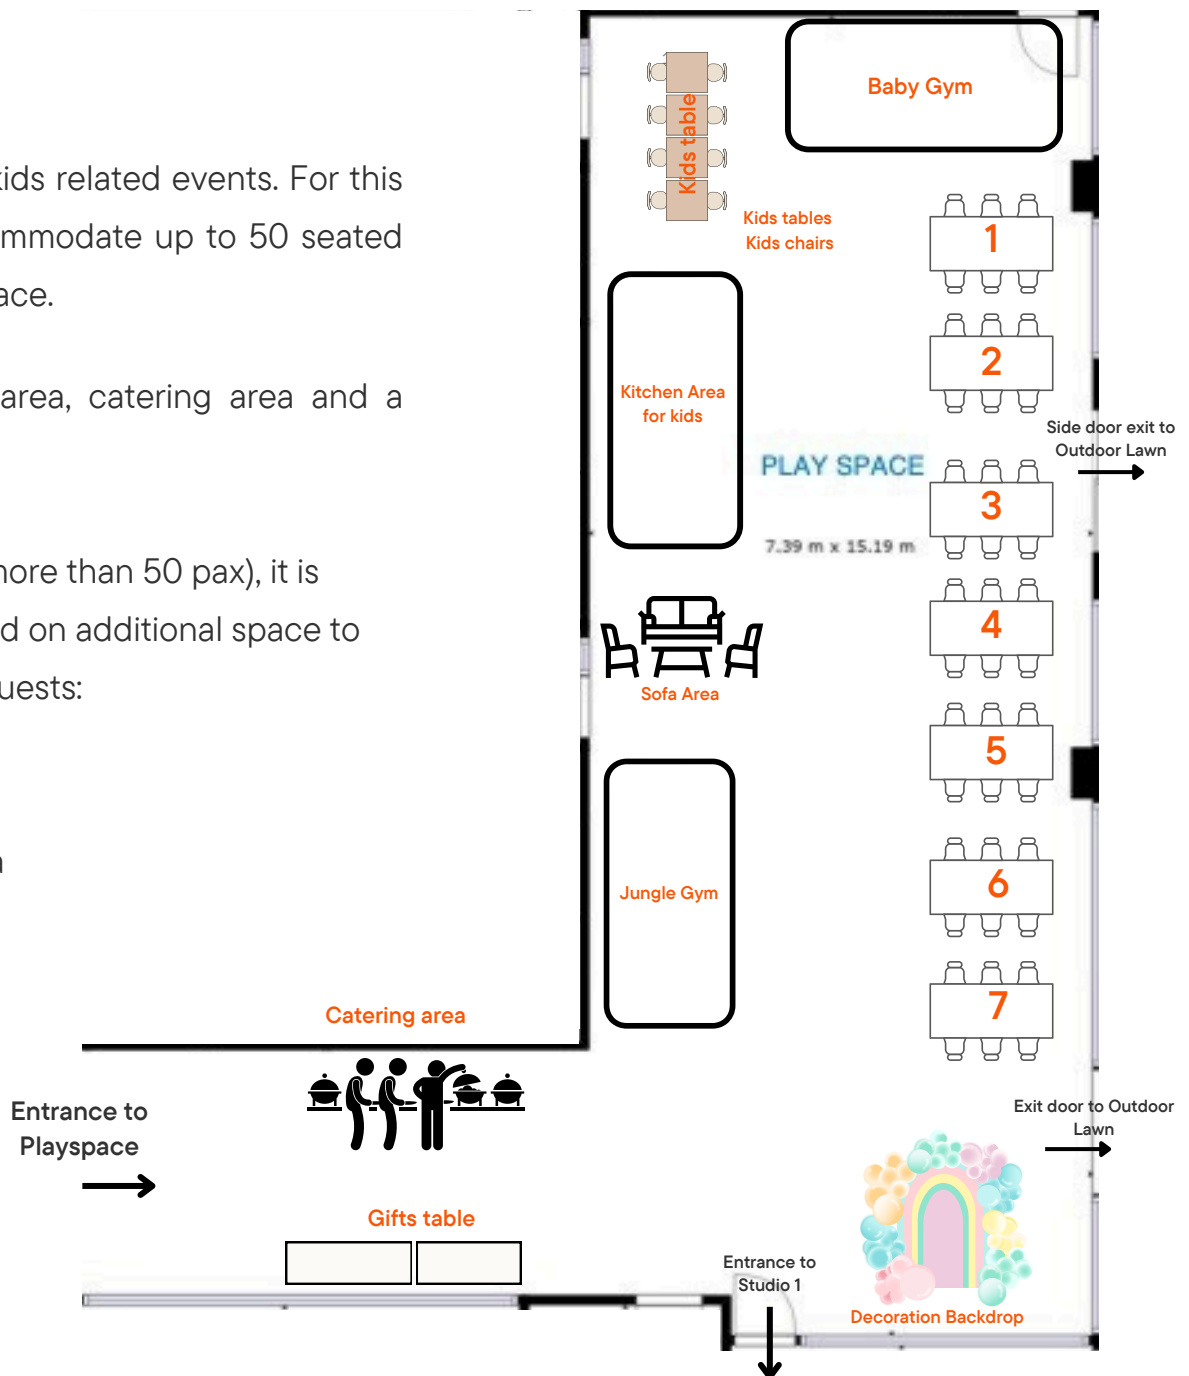 kids related events. For this
ommodate up to 50 seated
ace.
area, catering area and a
more than 50 pax), it is
d on additional space to
uests:
Baby Gym
Kids table
Kids tables
Kids chairs
1
2
Kitchen Area
for kids
Side door exit to
Outdoor Lawn
PLAY SPACE
3
7.39 m x 15.19 m
4
Sofa Area
5
6
Jungle Gym
7
Catering area
Entrance to
Playspace
Exit door to Outdoor
Lawn
Gifts table
Entrance to
Studio 1
Decoration Backdrop